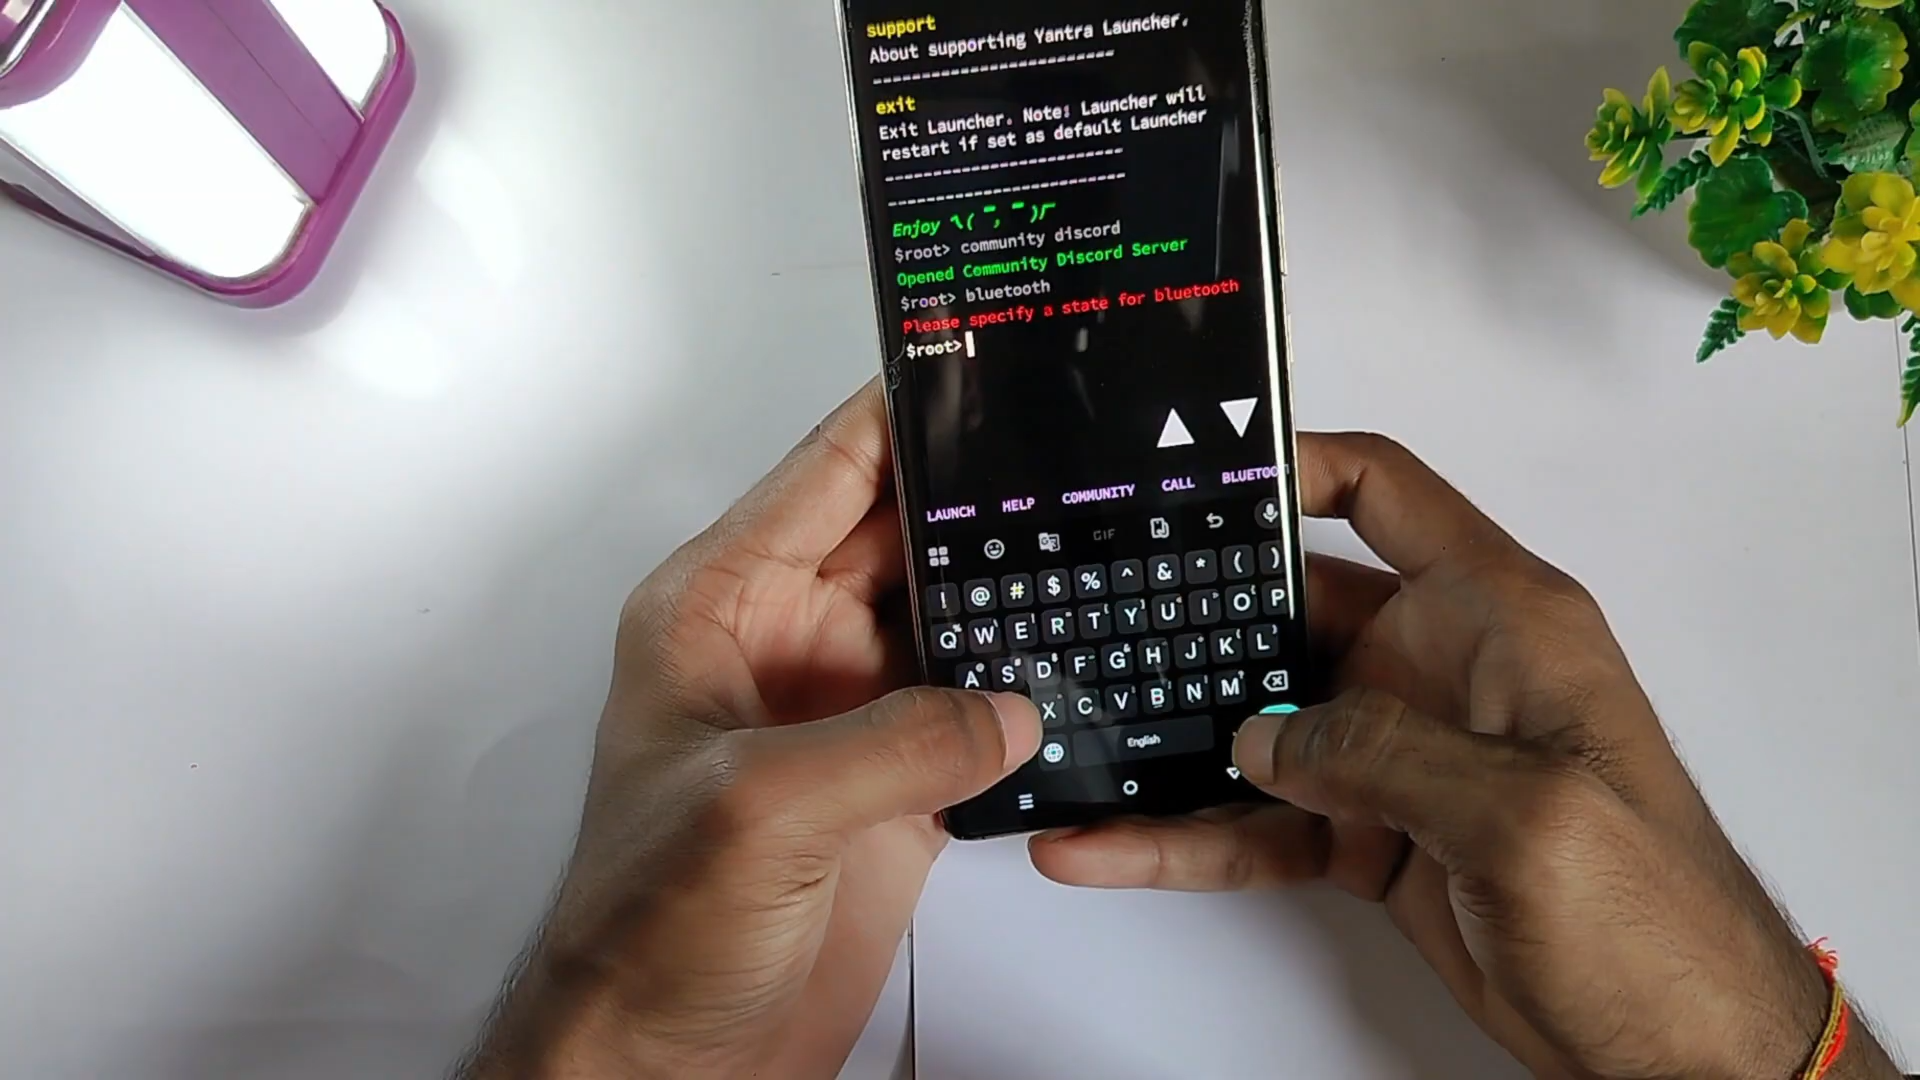 support
About supporting Yantra Launcher.
-------------------------
exit
Exit Launcher. Note: Launcher will
restart if set as default Launcher
-------------------------
-------------------------
Enjoy ╰( ¯, ¯ )╯
$root> community discord
Opened Community Discord Server
$root> bluetooth
Please specify a state for bluetooth
$root>
LAUNCH HELP COMMUNITY CALL BLUETOO
GIF
! @ # $ % ^ & * ( )
Q W E R T Y U I O P
A S D F G H J K L
X C V B N M
English